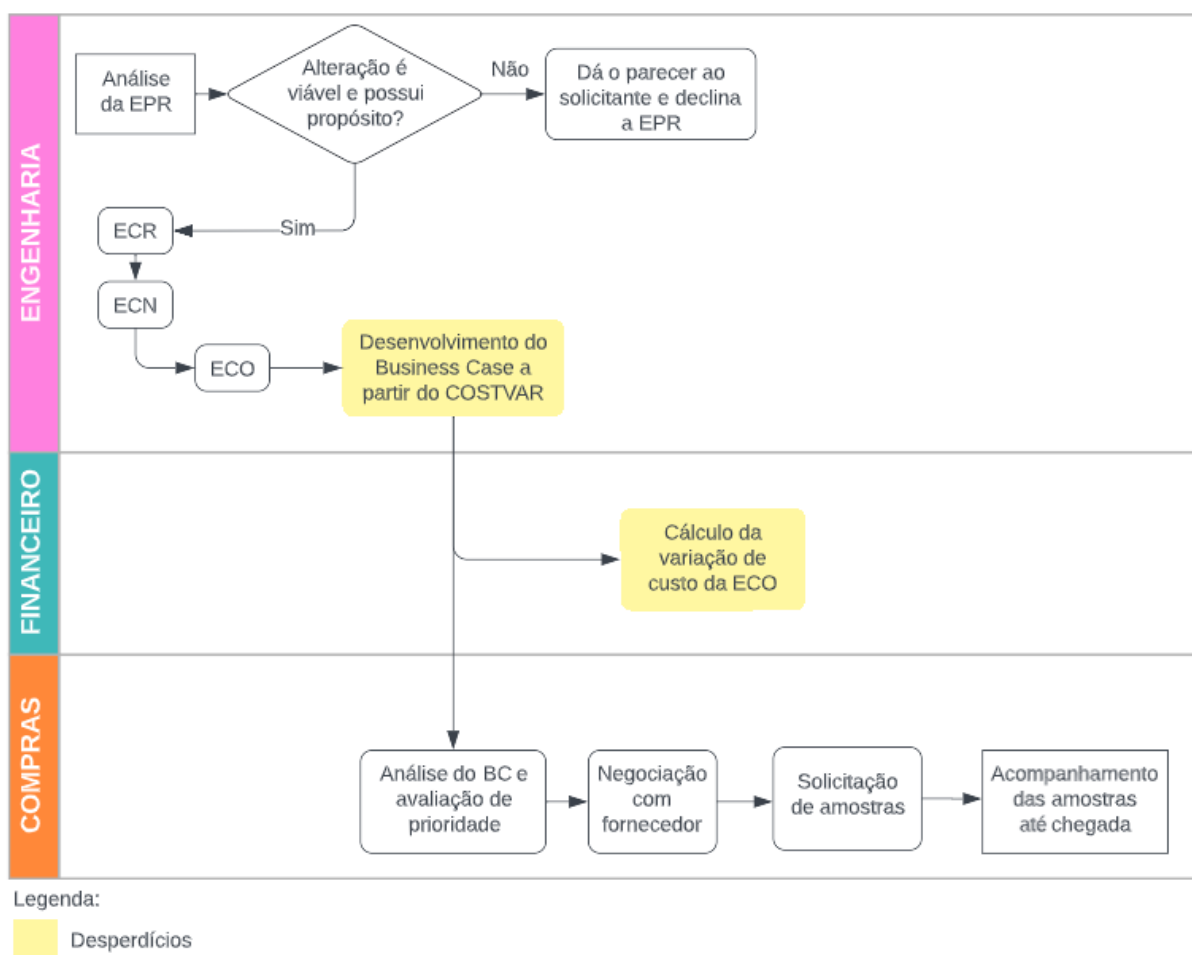 ENGENHARIA
Análise
da EPR
Alteração é
viável e possui
propósito?
Não
Dá o parecer ao
solicitante e declina
a EPR
Sim
ECR
ECN
ECO
Desenvolvimento do
Business Case a
partir do COSTVAR
FINANCEIRO
Cálculo da
variação de
custo da ECO
COMPRAS
Análise do BC e
avaliação de
prioridade
Negociação
com
fornecedor
Solicitação
de amostras
Acompanhamento
das amostras
até chegada
Legenda:
Desperdícios